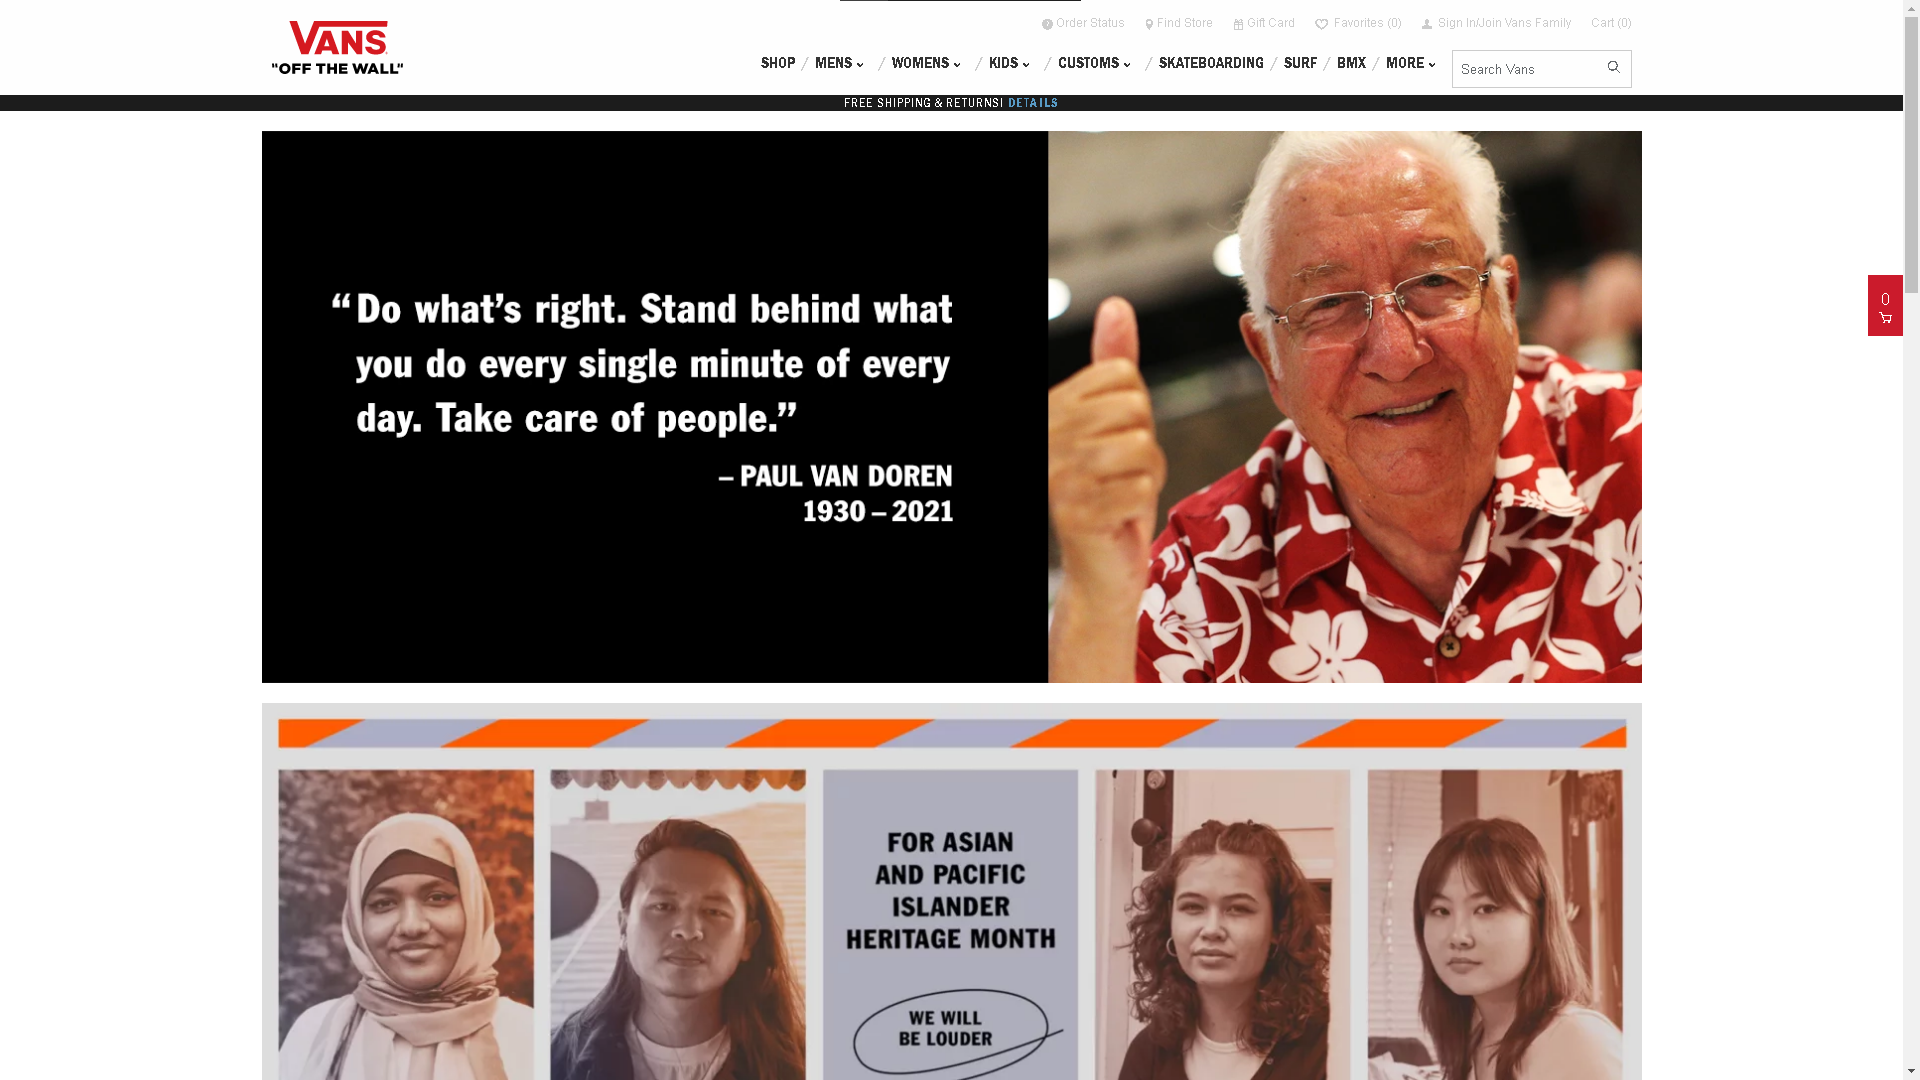 VANS
"OFF THE WALL"
Order Status Find Store Gift Card Favorites (0) Sign In/Join Vans Family Cart (0)
SHOP / MENS / WOMENS / KIDS / CUSTOMS / SKATEBOARDING / SURF / BMX / MORE
Search Vans
FREE SHIPPING & RETURNS! DETAILS
0
“Do what’s right. Stand behind what
you do every single minute of every
day. Take care of people.”
– PAUL VAN DOREN
1930 – 2021
FOR ASIAN
AND PACIFIC
ISLANDER
HERITAGE MONTH
WE WILL
BE LOUDER